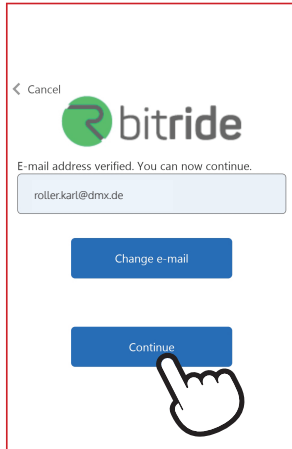 Cancel
bitride
E-mail address verified. You can now continue.
roller.karl@dmx.de
Change e-mail
Continue